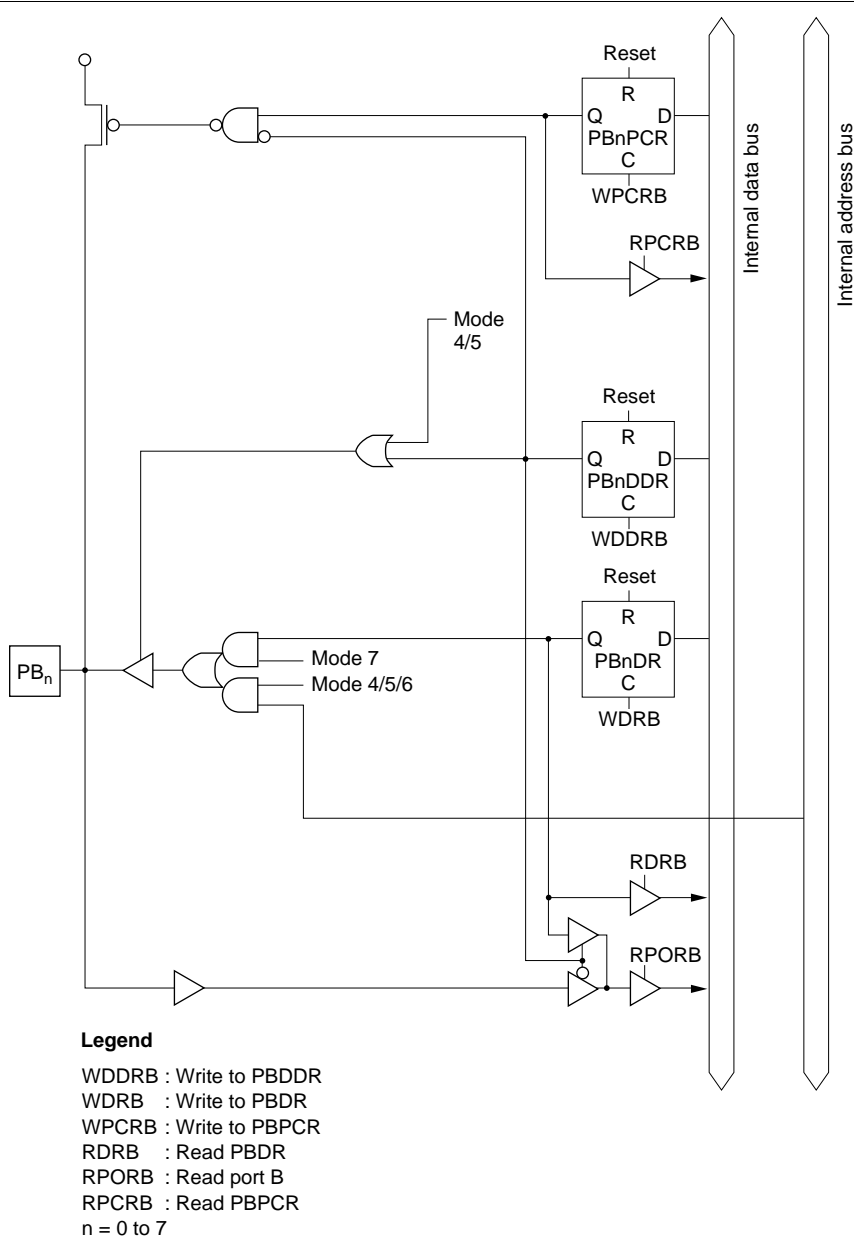 Reset
R
Q D
PBnPCR
C
WPCRB
RPCRB
Internal data bus
Internal address bus
Mode
4/5
Reset
R
Q D
PBnDDR
C
WDDRB
Reset
R
Q D
PBnDR
C
WDRB
PBn
Mode 7
Mode 4/5/6
RDRB
RPORB
Legend
WDDRB : Write to PBDDR
WDRB : Write to PBDR
WPCRB : Write to PBPCR
RDRB : Read PBDR
RPORB : Read port B
RPCRB : Read PBPCR
n = 0 to 7